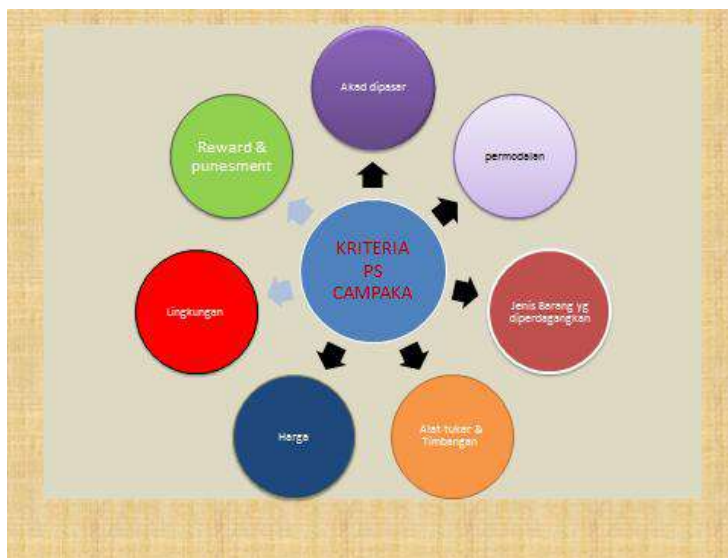 Akad dipasar
permodalan
Jenis Barang yg
diperdagangkan
Alat tukar &
Timbangan
Harga
Lingkungan
Reward &
punesment
KRITERIA
PS
CAMPAKA